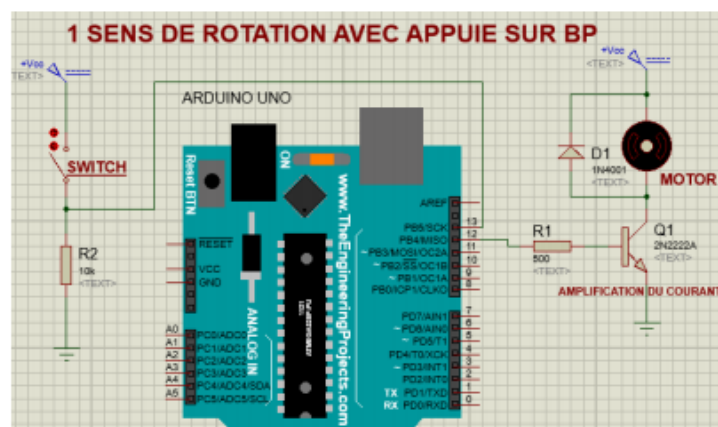 1 SENS DE ROTATION AVEC APPUIE SUR BP
+Vcc
<TEXT>
SWITCH
R2
10k
<TEXT>
ARDUINO UNO
Reset BTN
ON
www.TheEngineeringProjects.com
ANALOG IN
RESET
VCC
GND
A0 PC0/ADC0
A1 PC1/ADC1
A2 PC2/ADC2
A3 PC3/ADC3
A4 PC4/ADC4/SDA
A5 PC5/ADC5/SCL
AREF
PB5/SCK 13
PB4/MISO 12
~PB3/MOSI/OC2A 11
~PB2/SS/OC1B 10
~PB1/OC1A 9
PB0/ICP1/CLKO 8
PD7/AIN1 7
~PD6/AIN0 6
~PD5/T1 5
PD4/T0/XCK 4
~PD3/INT1 3
PD2/INT0 2
TX PD1/TXD 1
RX PD0/RXD 0
+Vcc
<TEXT>
D1
1N4001
<TEXT>
MOTOR
R1
500
<TEXT>
Q1
2N2222A
<TEXT>
AMPLIFICATION DU COURANT